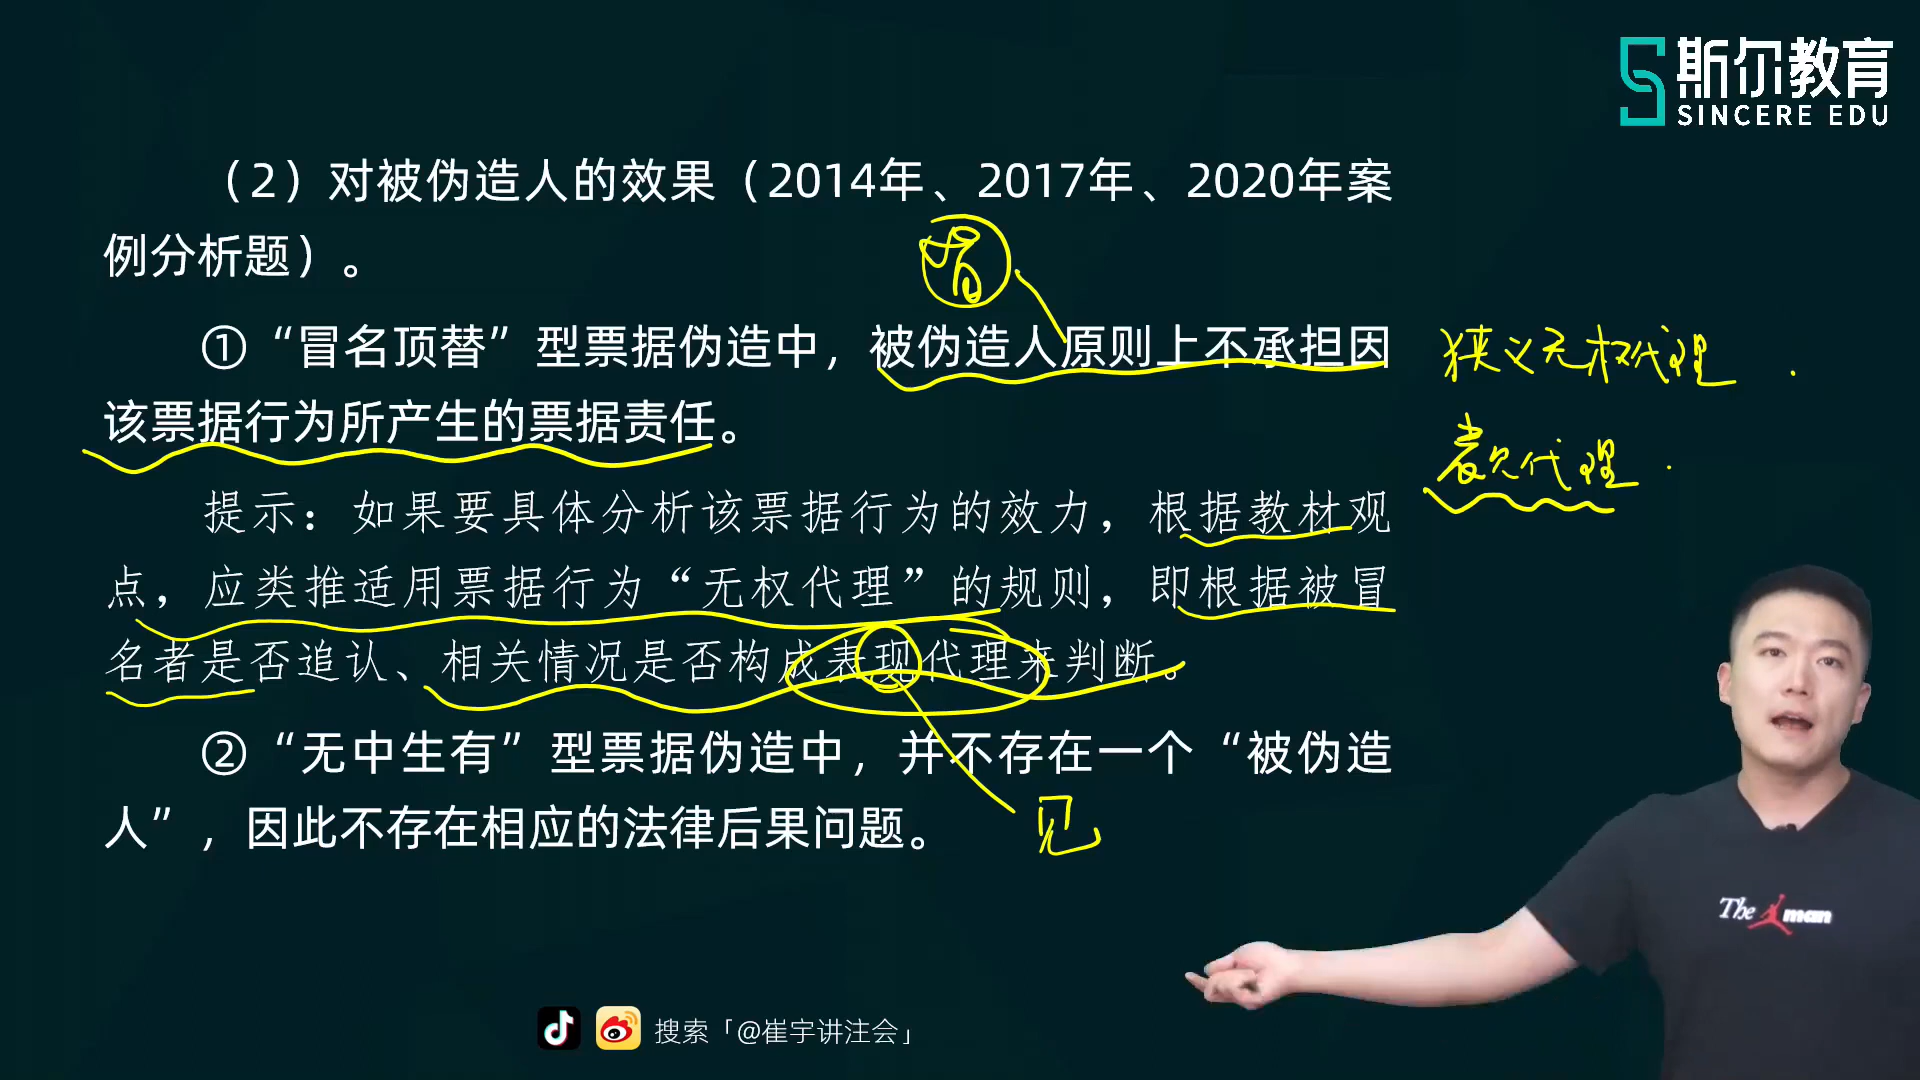 斯尔教育
SINCERE EDU
（2）对被伪造人的效果（2014年、2017年、2020年案
例分析题）。
①“冒名顶替”型票据伪造中，被伪造人原则上不承担因
该票据行为所产生的票据责任。
狭义无权代理
表见代理
提示：如果要具体分析该票据行为的效力，根据教材观
点，应类推适用票据行为“无权代理”的规则，即根据被冒
名者是否追认、相关情况是否构成表现代理来判断。
②“无中生有”型票据伪造中，并不存在一个“被伪造
人”，因此不存在相应的法律后果问题。
见
The man
搜索「@崔宇讲注会」